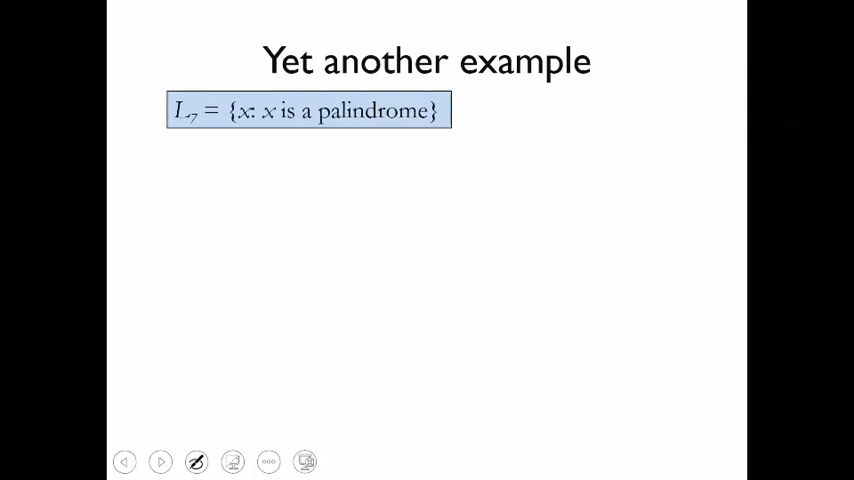 Yet another example
L₇ = {x: x is a palindrome}